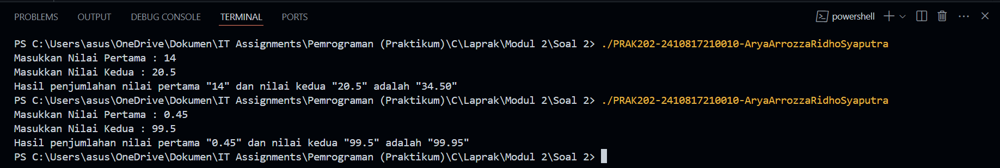 PROBLEMS OUTPUT DEBUG CONSOLE TERMINAL PORTS powershell
PS C:\Users\asus\OneDrive\Dokumen\IT Assignments\Pemrograman (Praktikum)\C\Laprak\Modul 2\Soal 2> ./PRAK202-2410817210010-AryaArrozzaRidhoSyaputra
Masukkan Nilai Pertama : 14
Masukkan Nilai Kedua : 20.5
Hasil penjumlahan nilai pertama "14" dan nilai kedua "20.5" adalah "34.50"
PS C:\Users\asus\OneDrive\Dokumen\IT Assignments\Pemrograman (Praktikum)\C\Laprak\Modul 2\Soal 2> ./PRAK202-2410817210010-AryaArrozzaRidhoSyaputra
Masukkan Nilai Pertama : 0.45
Masukkan Nilai Kedua : 99.5
Hasil penjumlahan nilai pertama "0.45" dan nilai kedua "99.5" adalah "99.95"
PS C:\Users\asus\OneDrive\Dokumen\IT Assignments\Pemrograman (Praktikum)\C\Laprak\Modul 2\Soal 2>